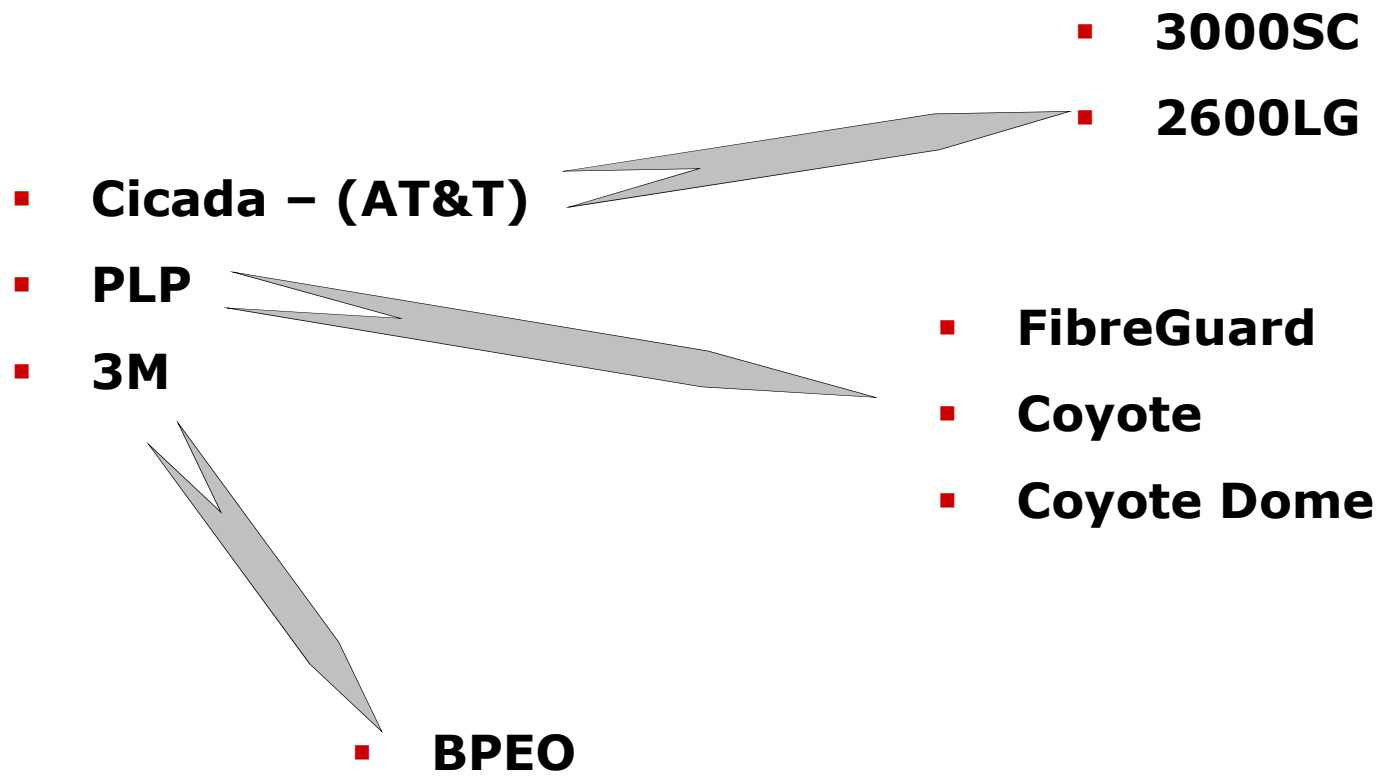 3000SC
2600LG
Cicada – (AT&T)
PLP
3M
FibreGuard
Coyote
Coyote Dome
BPEO